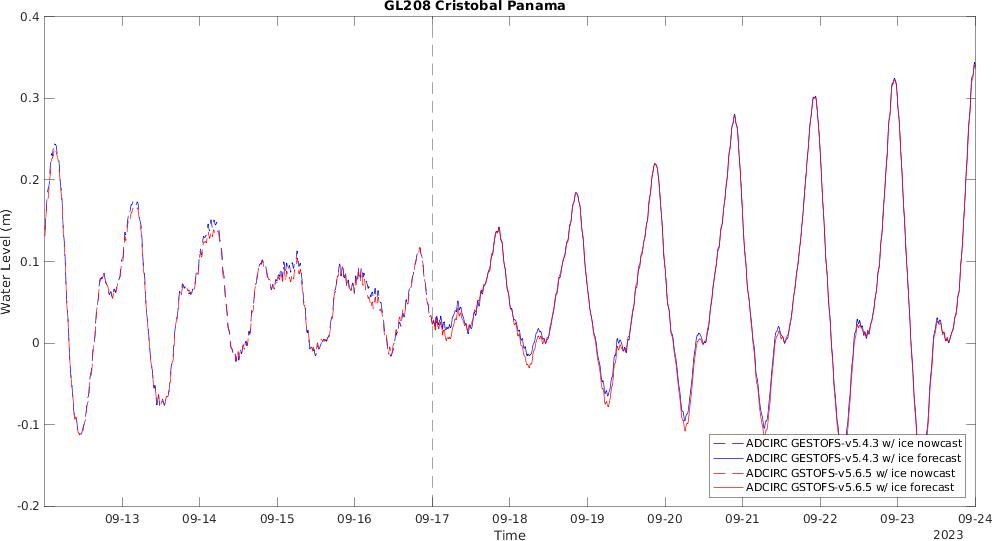 GL208 Cristobal Panama
0.4
0.3
0.2
0.1
0
-0.1
-0.2
Water Level (m)
ADCIRC GESTOFS-v5.4.3 w/ ice nowcast
ADCIRC GESTOFS-v5.4.3 w/ ice forecast
ADCIRC GSTOFS-v5.6.5 w/ ice nowcast
ADCIRC GSTOFS-v5.6.5 w/ ice forecast
09-13 09-14 09-15 09-16 09-17 09-18 09-19 09-20 09-21 09-22 09-23 09-24
Time
2023